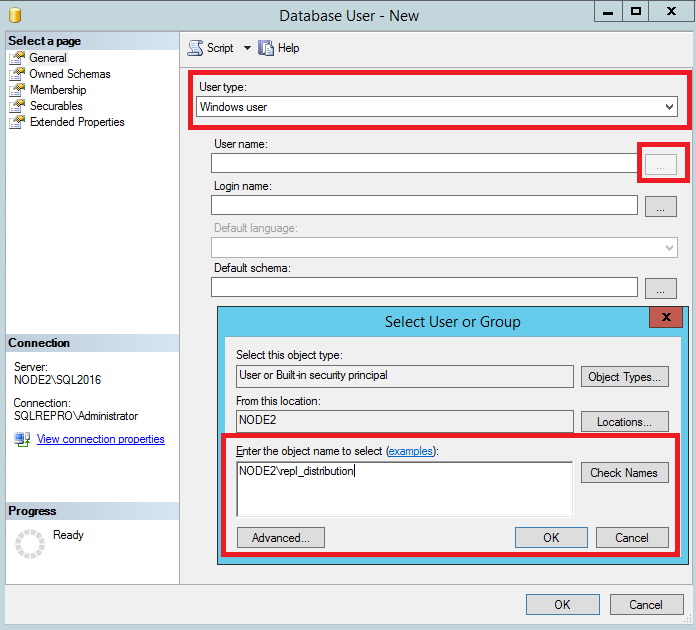 Database User - New
Select a page
General
Owned Schemas
Membership
Securables
Extended Properties
Script
Help
User type:
Windows user
User name:
...
Login name:
...
Default language:
Default schema:
...
Connection
Server:
NODE2\SQL2016
Connection:
SQLREPRO\Administrator
View connection properties
Progress
Ready
Select User or Group
Select this object type:
User or Built-in security principal
Object Types...
From this location:
NODE2
Locations...
Enter the object name to select (examples):
NODE2\repl_distribution
Check Names
Advanced...
OK
Cancel
OK
Cancel